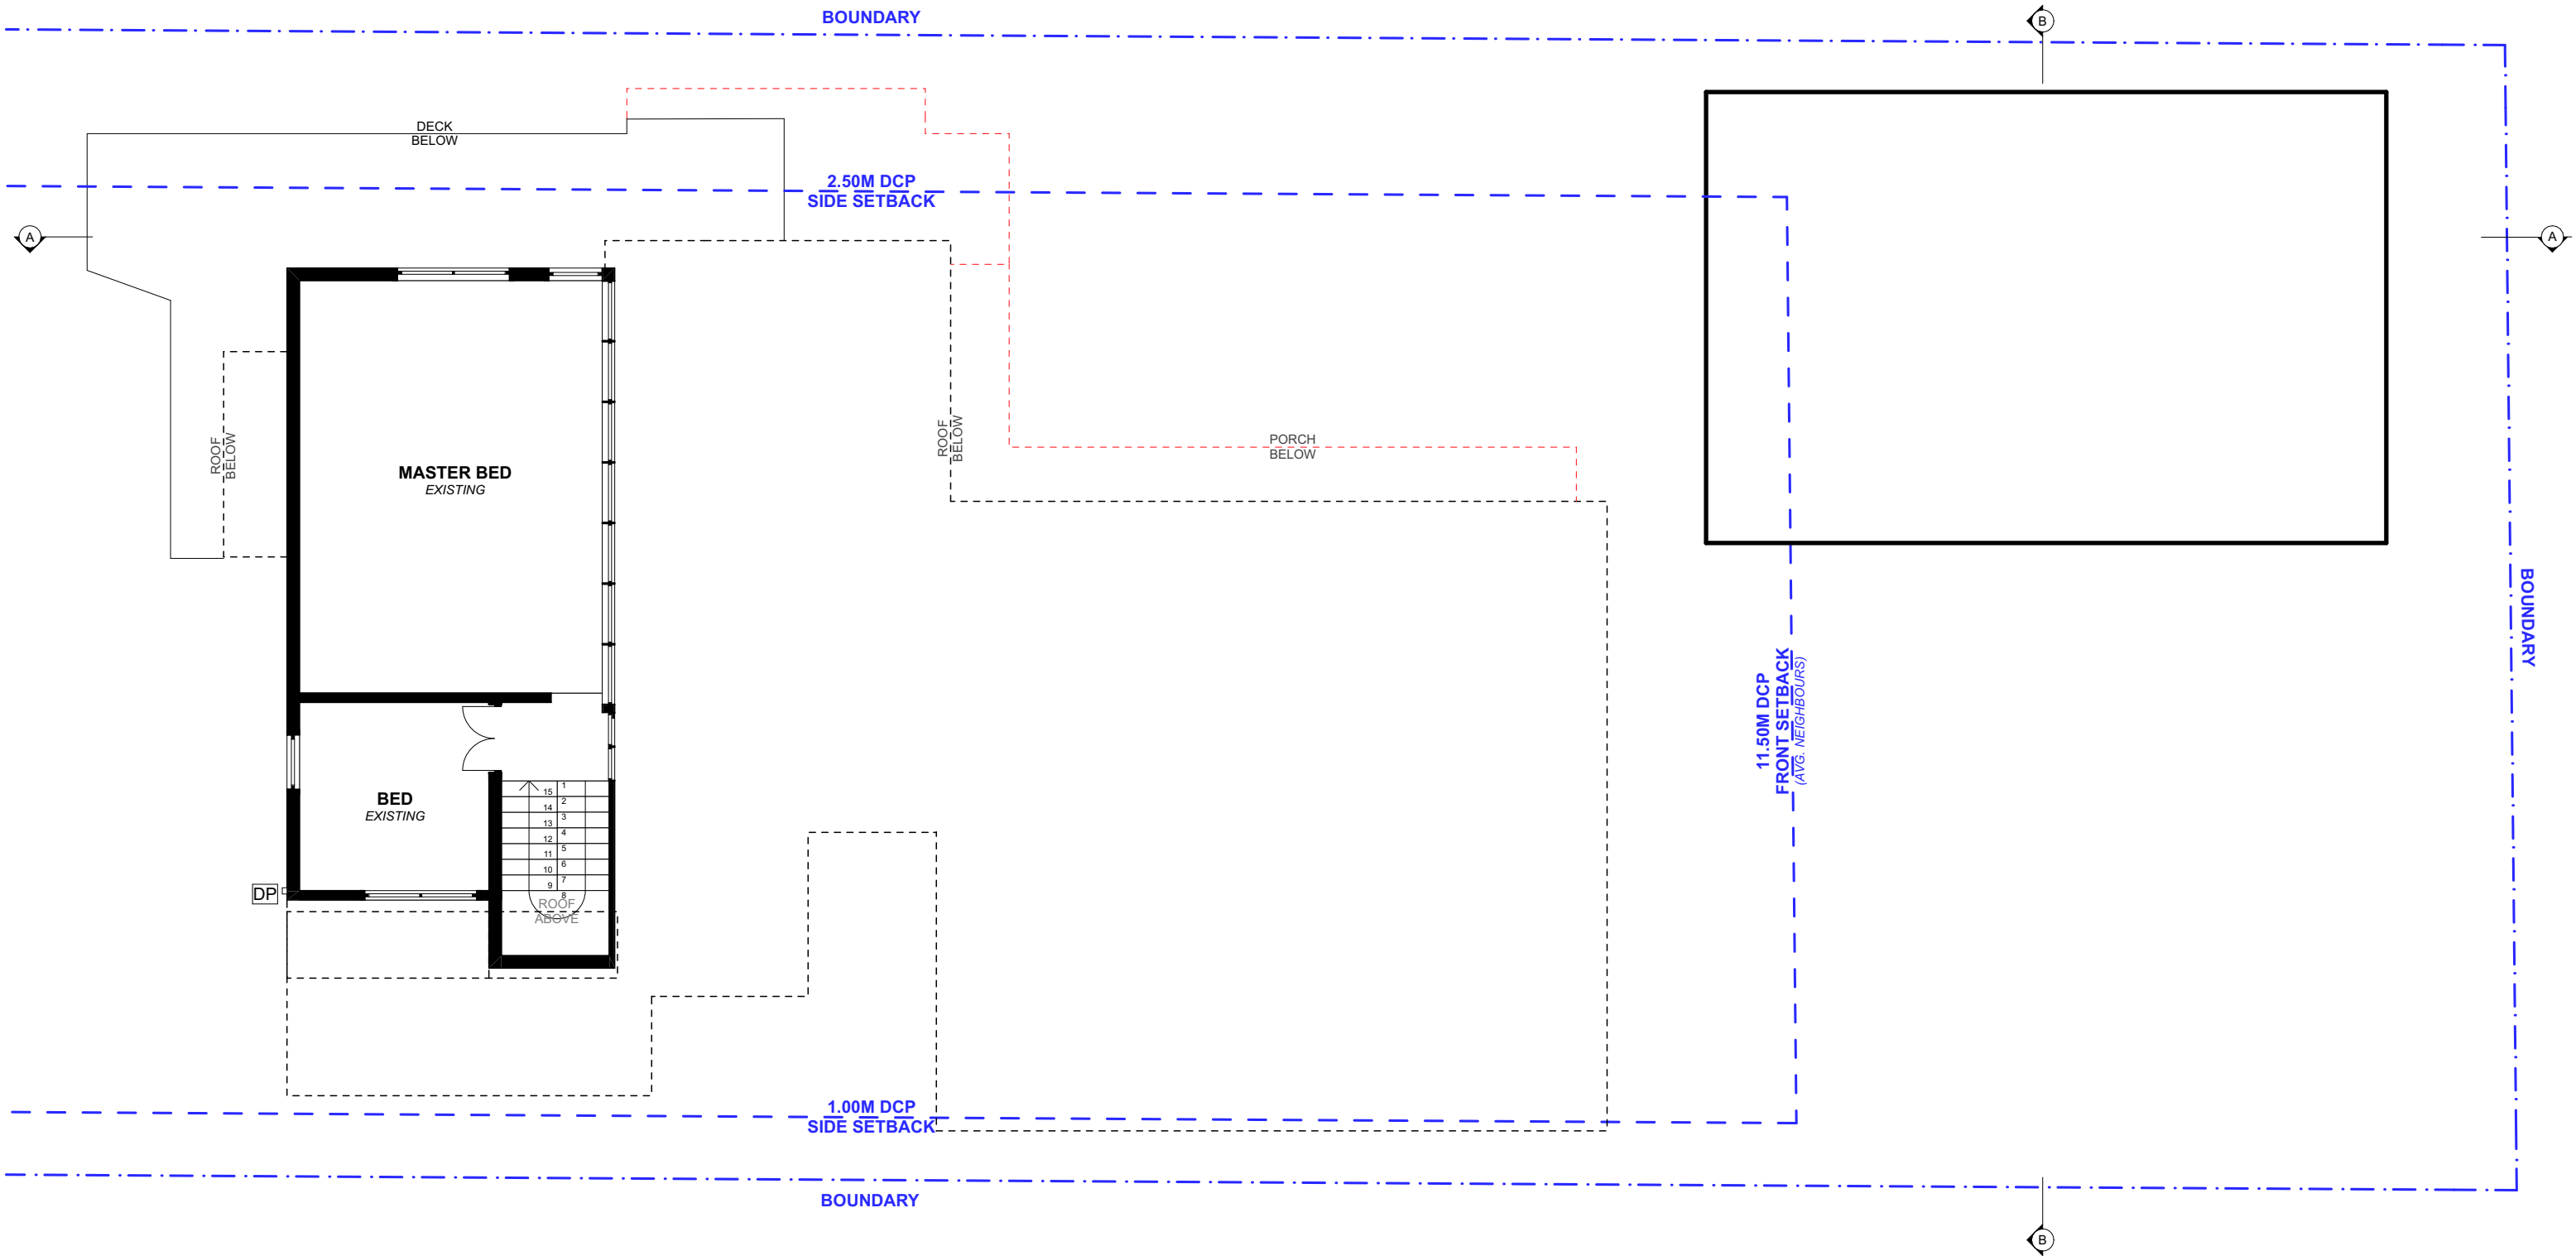 BOUNDARY
B
DECK
BELOW
2.50M DCP
SIDE SETBACK
A
A
ROOF
BELOW
ROOF
BELOW
PORCH
BELOW
MASTER BED
EXISTING
BOUNDARY
11.50M DCP
FRONT SETBACK
(AVG. NEIGHBOURS)
BED
EXISTING
15 1
14 2
13 3
12 4
11 5
10 6
9 7
8
DP
ROOF
ABOVE
1.00M DCP
SIDE SETBACK
BOUNDARY
B